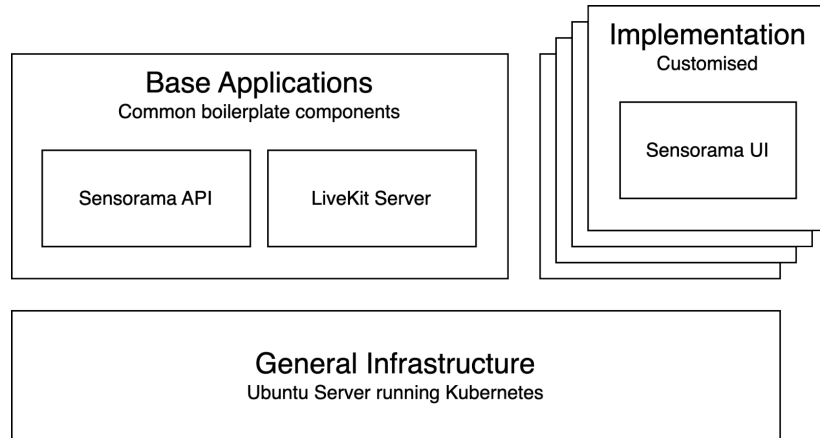 Base Applications
Common boilerplate components
Sensorama API
LiveKit Server
Implementation
Customised
Sensorama UI
General Infrastructure
Ubuntu Server running Kubernetes